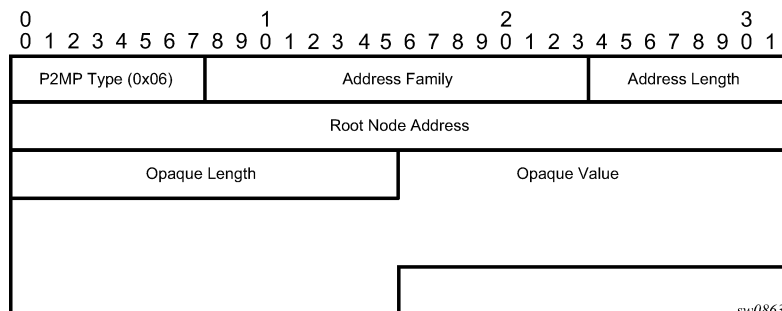 0 1 2 3
0 1 2 3 4 5 6 7 8 9 0 1 2 3 4 5 6 7 8 9 0 1 2 3 4 5 6 7 8 9 0 1
P2MP Type (0x06) Address Family Address Length
Root Node Address
Opaque Length Opaque Value